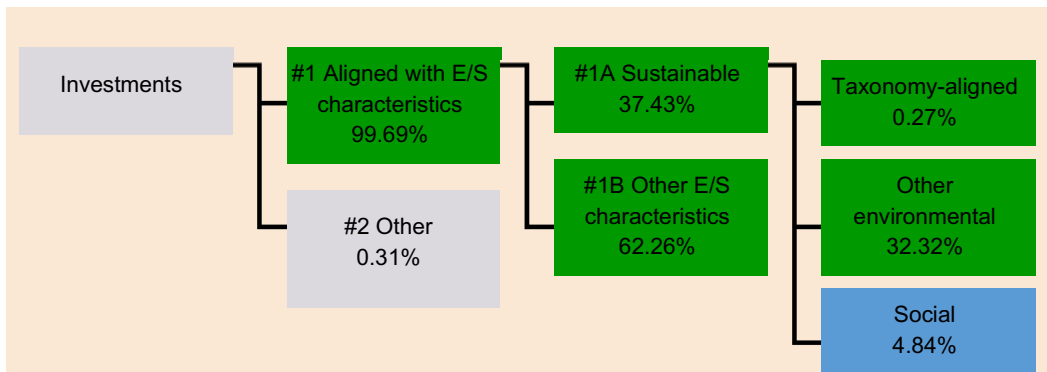 Investments
#1 Aligned with E/S
characteristics
99.69%
#2 Other
0.31%
#1A Sustainable
37.43%
#1B Other E/S
characteristics
62.26%
Taxonomy-aligned
0.27%
Other
environmental
32.32%
Social
4.84%